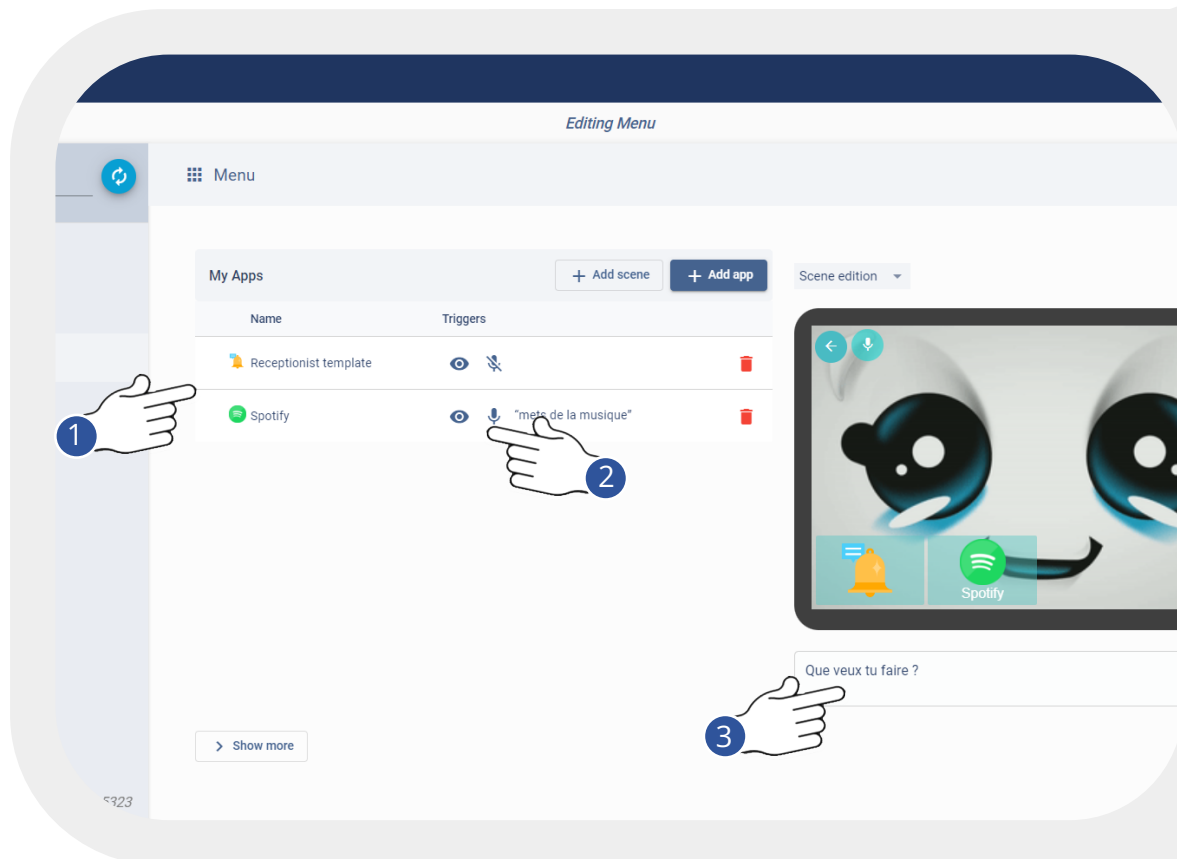 Editing Menu
Menu
My Apps
Add scene
Add app
Scene edition
Name
Triggers
Receptionist template
1
Spotify
"mets de la musique"
2
Spotify
Que veux tu faire ?
3
Show more
5323